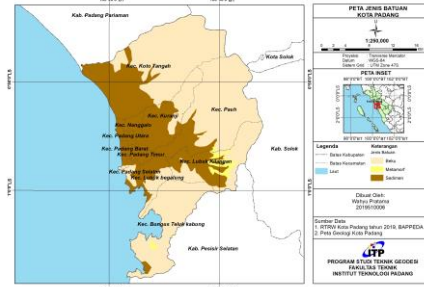 Kab. Padang Pariaman
Kota Solok
Kec. Koto Tangah
Kec. Pauh
Kec. Kuranji
Kec. Nanggalo
Kec. Padang Utara
Kec. Padang Barat
Kec. Padang Timur
Kec. Lubuk Kilangan
Kab. Solok
Kec. Padang Selatan
Kec. Lubuk Begalung
Kec. Bungus Teluk kabung
Kab. Pesisir Selatan
PETA JENIS BATUAN
KOTA PADANG
1:250,000
PETA INSET
Legenda
Batas Kabupaten
Batas Kecamatan
Laut
Keterangan
Jenis Batuan
Beku
Metamorf
Sedimen
Dibuat Oleh:
Wahyu Pratama
2019510006
Sumber Data
1. RTRW Kota Padang tahun 2019, BAPPEDA
2. Peta Geologi Kota Padang
ITP
PROGRAM STUDI TEKNIK GEODESI
FAKULTAS TEKNIK
INSTITUT TEKNOLOGI PADANG